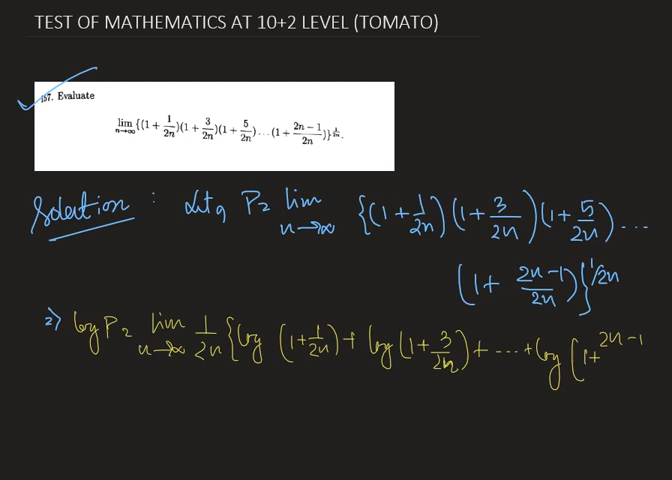 TEST OF MATHEMATICS AT 10+2 LEVEL (TOMATO)
157. Evaluate
lim n→∞ {(1 + 1/2n)(1 + 3/2n)(1 + 5/2n) ... (1 + 2n−1/2n)}^1/2n.
Solution : Let, P = lim n→∞ {(1 + 1/2n)(1 + 3/2n)(1 + 5/2n) ...
(1 + 2n−1/2n)}^1/2n
⇒ log P = lim n→∞ 1/2n {log (1 + 1/2n) + log (1 + 3/2n) + ... + log (1 + 2n − 1